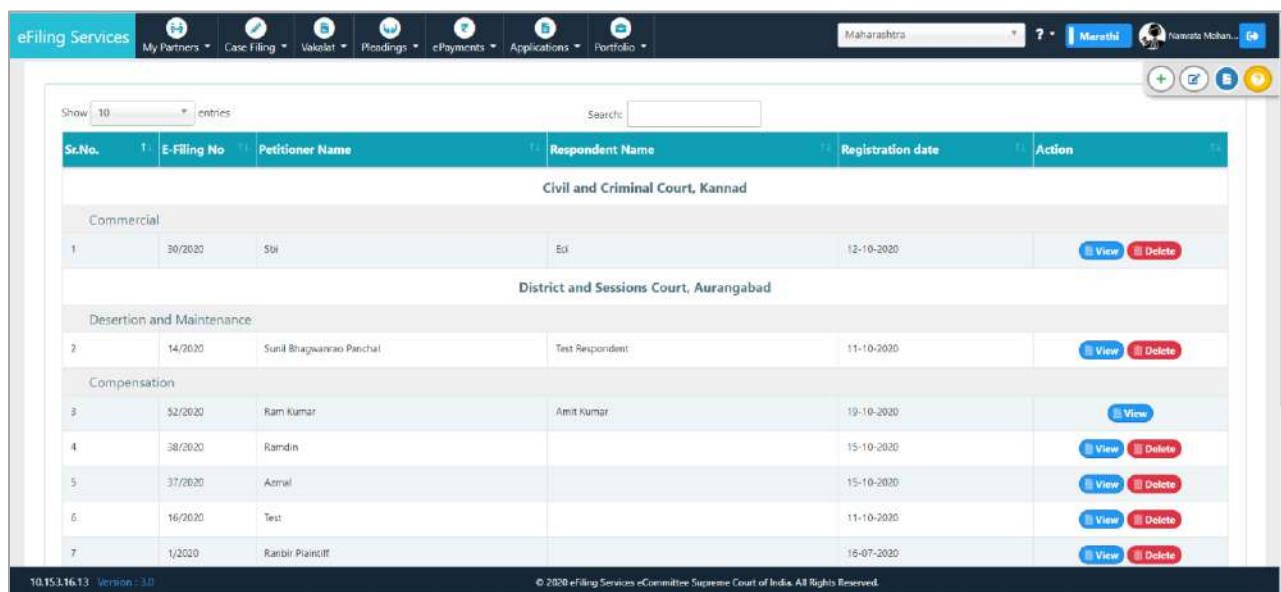 eFiling Services My Partners Case Filing Vakalat Pleadings ePayments Applications Portfolio Maharashtra ? Marathi Namrata Mohan...
Show 10 entries Search:
Sr.No. E-Filing No Petitioner Name Respondent Name Registration date Action
Civil and Criminal Court, Kannad
Commercial
1 30/2020 Sbi 12-10-2020 View Delete
District and Sessions Court, Aurangabad
Desertion and Maintenance
2 14/2020 Sunil Bhagwanrao Panchal Test Respondent 11-10-2020 View Delete
Compensation
3 52/2020 Ram Kumar Amit Kumar 19-10-2020 View
4 38/2020 Ramdin 15-10-2020 View Delete
5 37/2020 Azmal 15-10-2020 View Delete
6 16/2020 Test 11-10-2020 View Delete
7 1/2020 Ranbir Plaintiff 16-07-2020 View Delete
10.153.16.13 Version : 3.0 © 2020 eFiling Services eCommittee Supreme Court of India. All Rights Reserved.